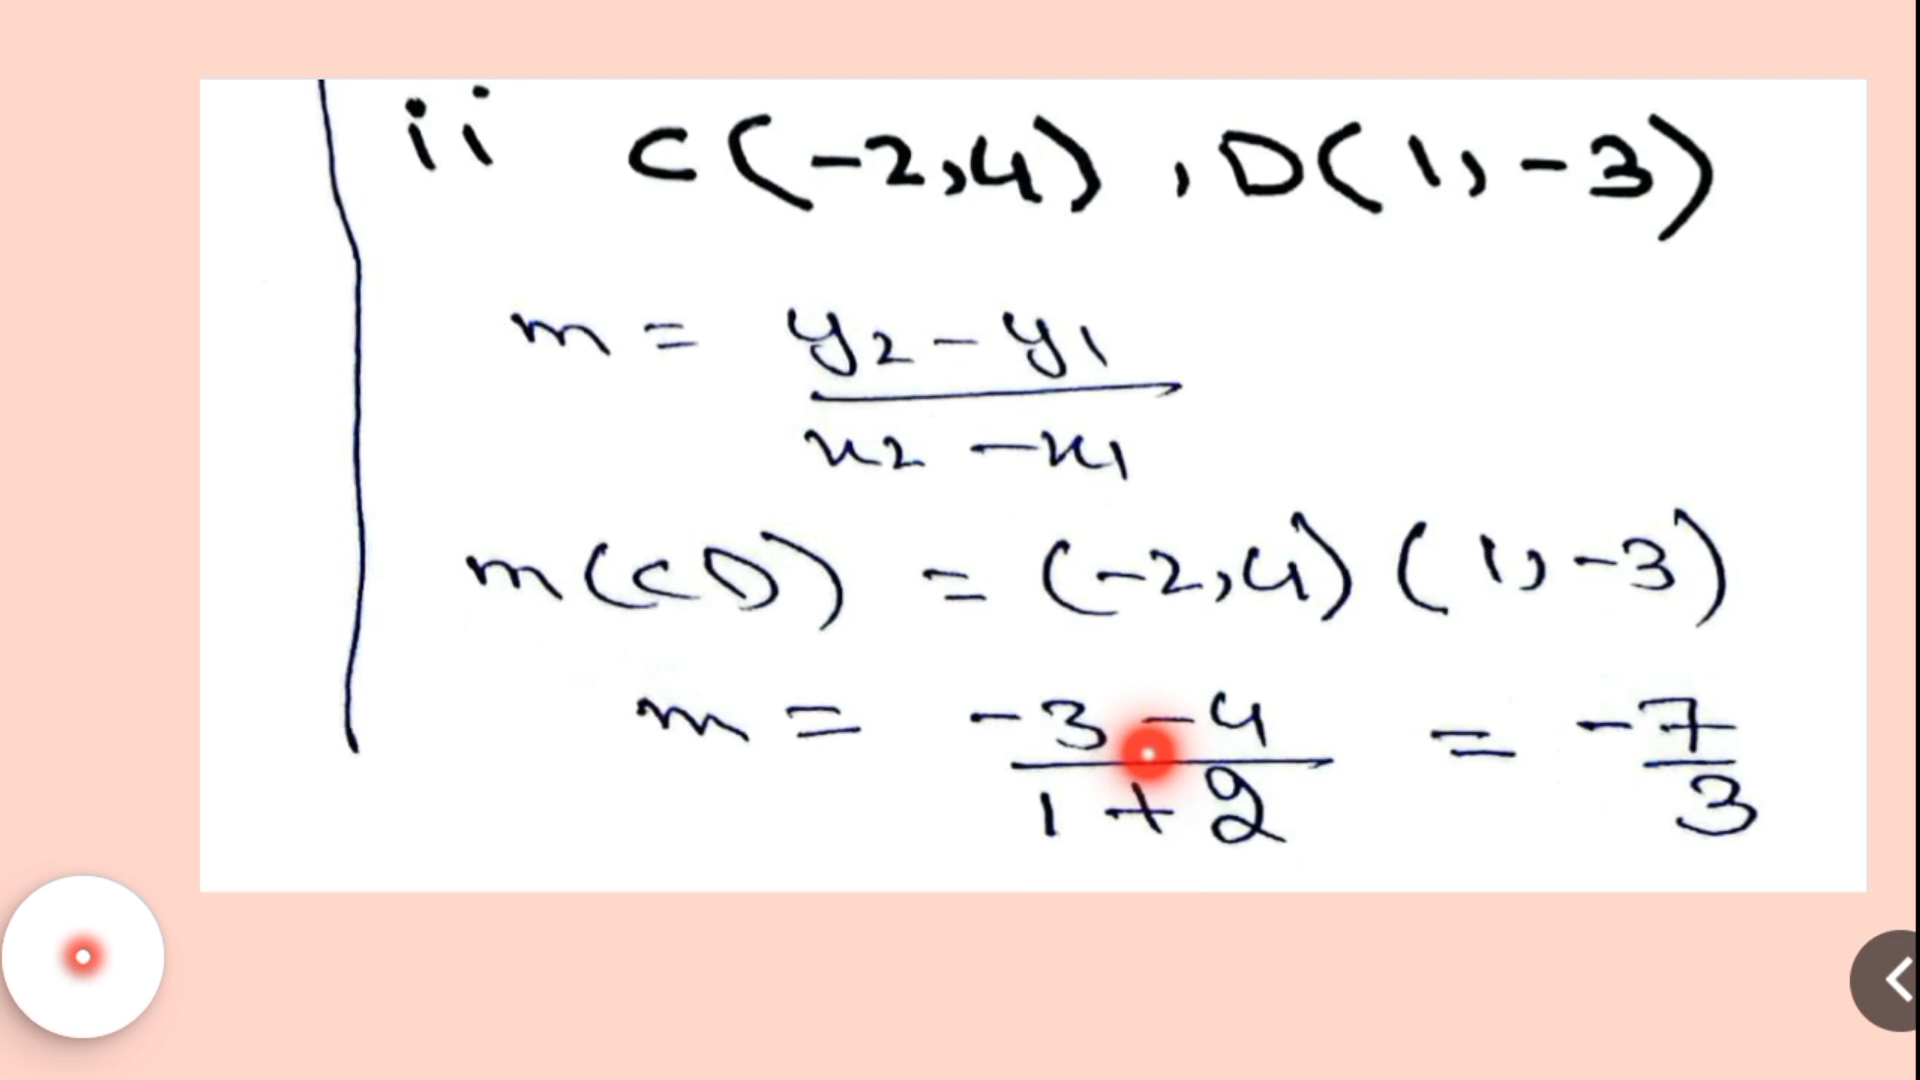 ii C(-2,4), D(1,-3)
m = y2-y1
x2-x1
m(CD) = (-2,4) (1,-3)
m = -3-4 = -7
1+2 3